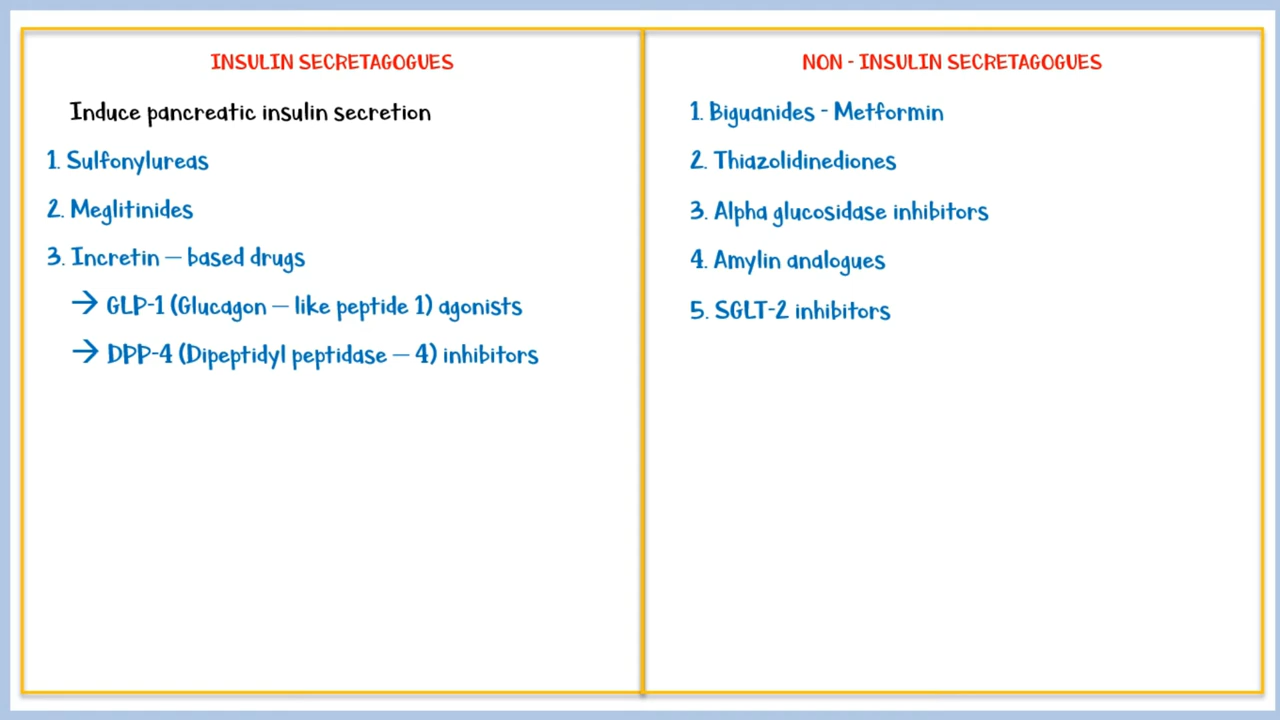 INSULIN SECRETAGOGUES
Induce pancreatic insulin secretion
1. Sulfonylureas
2. Meglitinides
3. Incretin – based drugs
→ GLP-1 (Glucagon – like peptide 1) agonists
→ DPP-4 (Dipeptidyl peptidase – 4) inhibitors
NON - INSULIN SECRETAGOGUES
1. Biguanides - Metformin
2. Thiazolidinediones
3. Alpha glucosidase inhibitors
4. Amylin analogues
5. SGLT-2 inhibitors